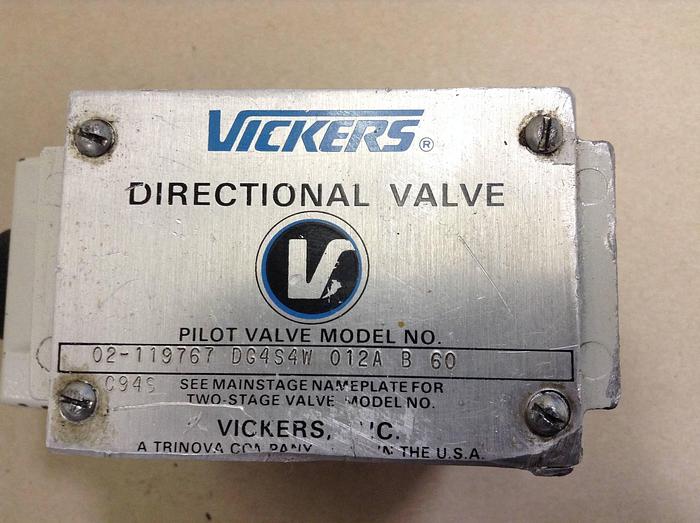 VICKERS®
DIRECTIONAL VALVE
V
PILOT VALVE MODEL NO.
02-119767 DG4S4W 012A B 60
C94S SEE MAINSTAGE NAMEPLATE FOR
TWO-STAGE VALVE MODEL NO.
VICKERS,
A TRINOVA THE U.S.A.